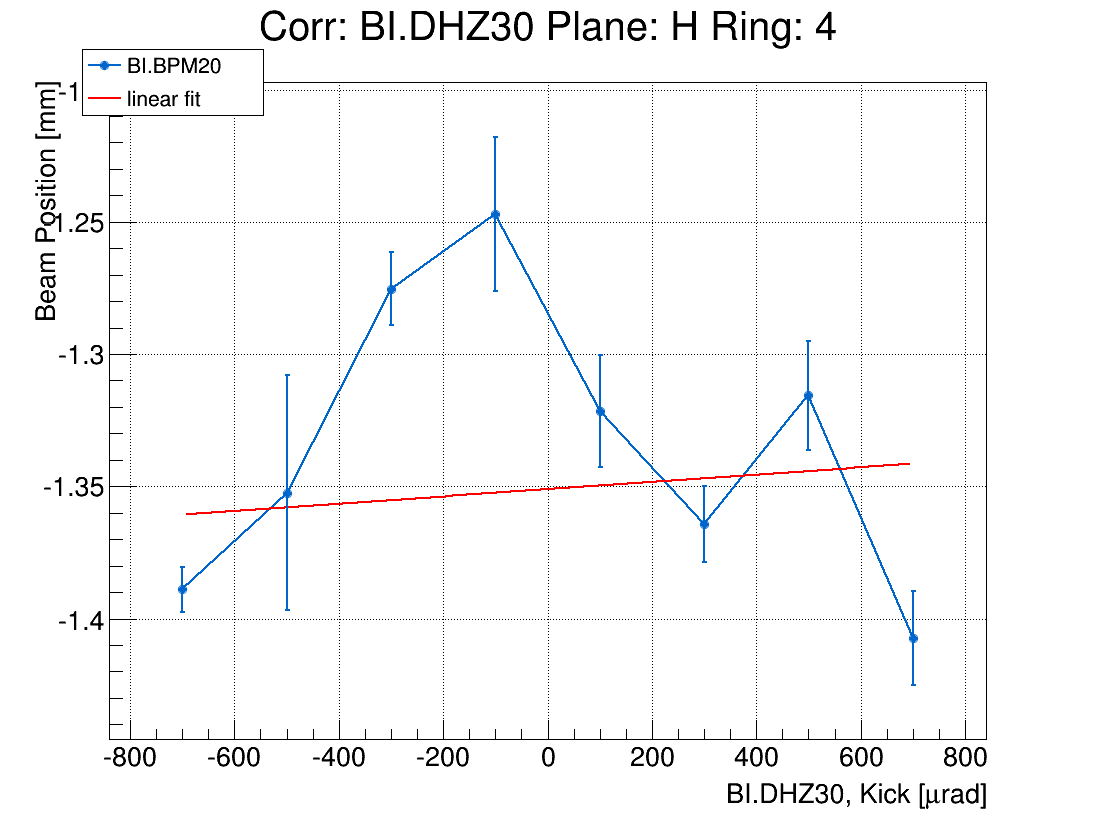 Corr: BI.DHZ30 Plane: H Ring: 4
BI.BPM20
linear fit
Beam Position [mm]
-1
1.25
-1.3
-1.35
-1.4
-800 -600 -400 -200 0 200 400 600 800
BI.DHZ30, Kick [μrad]